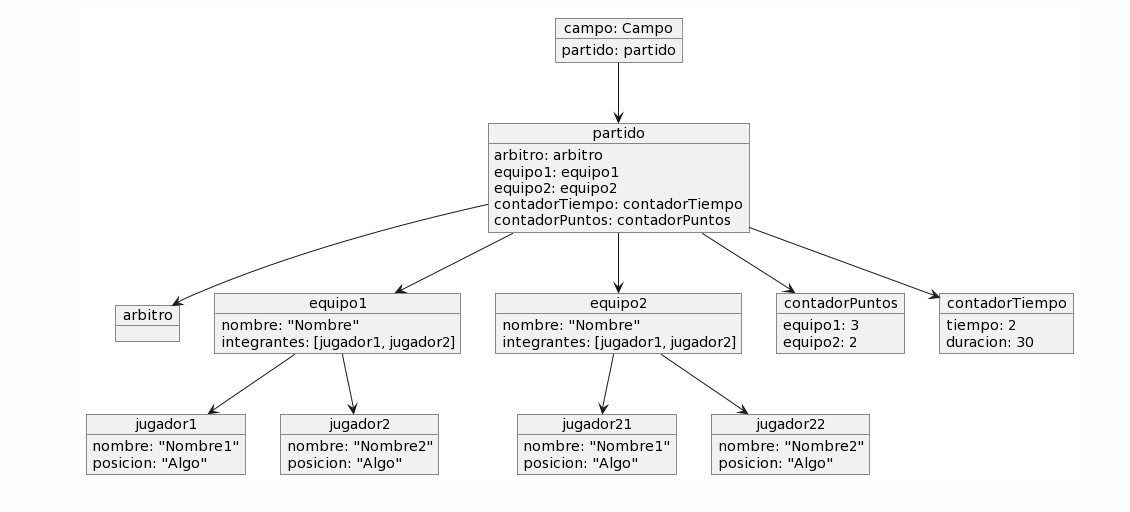 campo: Campo
partido: partido
partido
arbitro: arbitro
equipo1: equipo1
equipo2: equipo2
contadorTiempo: contadorTiempo
contadorPuntos: contadorPuntos
arbitro
equipo1
nombre: "Nombre"
integrantes: [jugador1, jugador2]
equipo2
nombre: "Nombre"
integrantes: [jugador1, jugador2]
contadorPuntos
equipo1: 3
equipo2: 2
contadorTiempo
tiempo: 2
duracion: 30
jugador1
nombre: "Nombre1"
posicion: "Algo"
jugador2
nombre: "Nombre2"
posicion: "Algo"
jugador21
nombre: "Nombre1"
posicion: "Algo"
jugador22
nombre: "Nombre2"
posicion: "Algo"